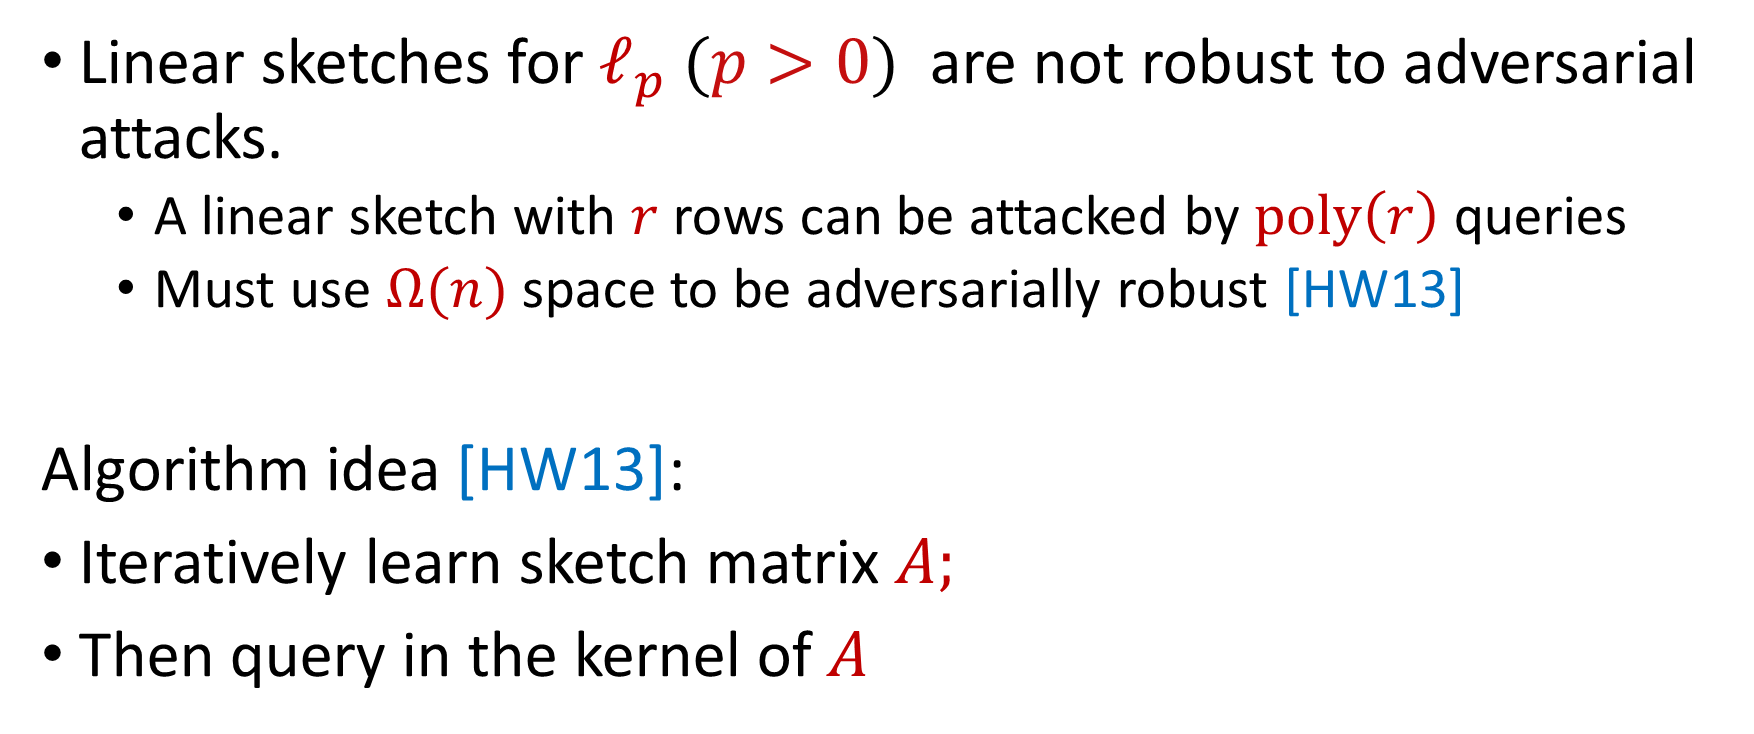 • Linear sketches for ℓ_p (p > 0) are not robust to adversarial
attacks.
• A linear sketch with r rows can be attacked by poly(r) queries
• Must use Ω(n) space to be adversarially robust [HW13]
Algorithm idea [HW13]:
• Iteratively learn sketch matrix A;
• Then query in the kernel of A